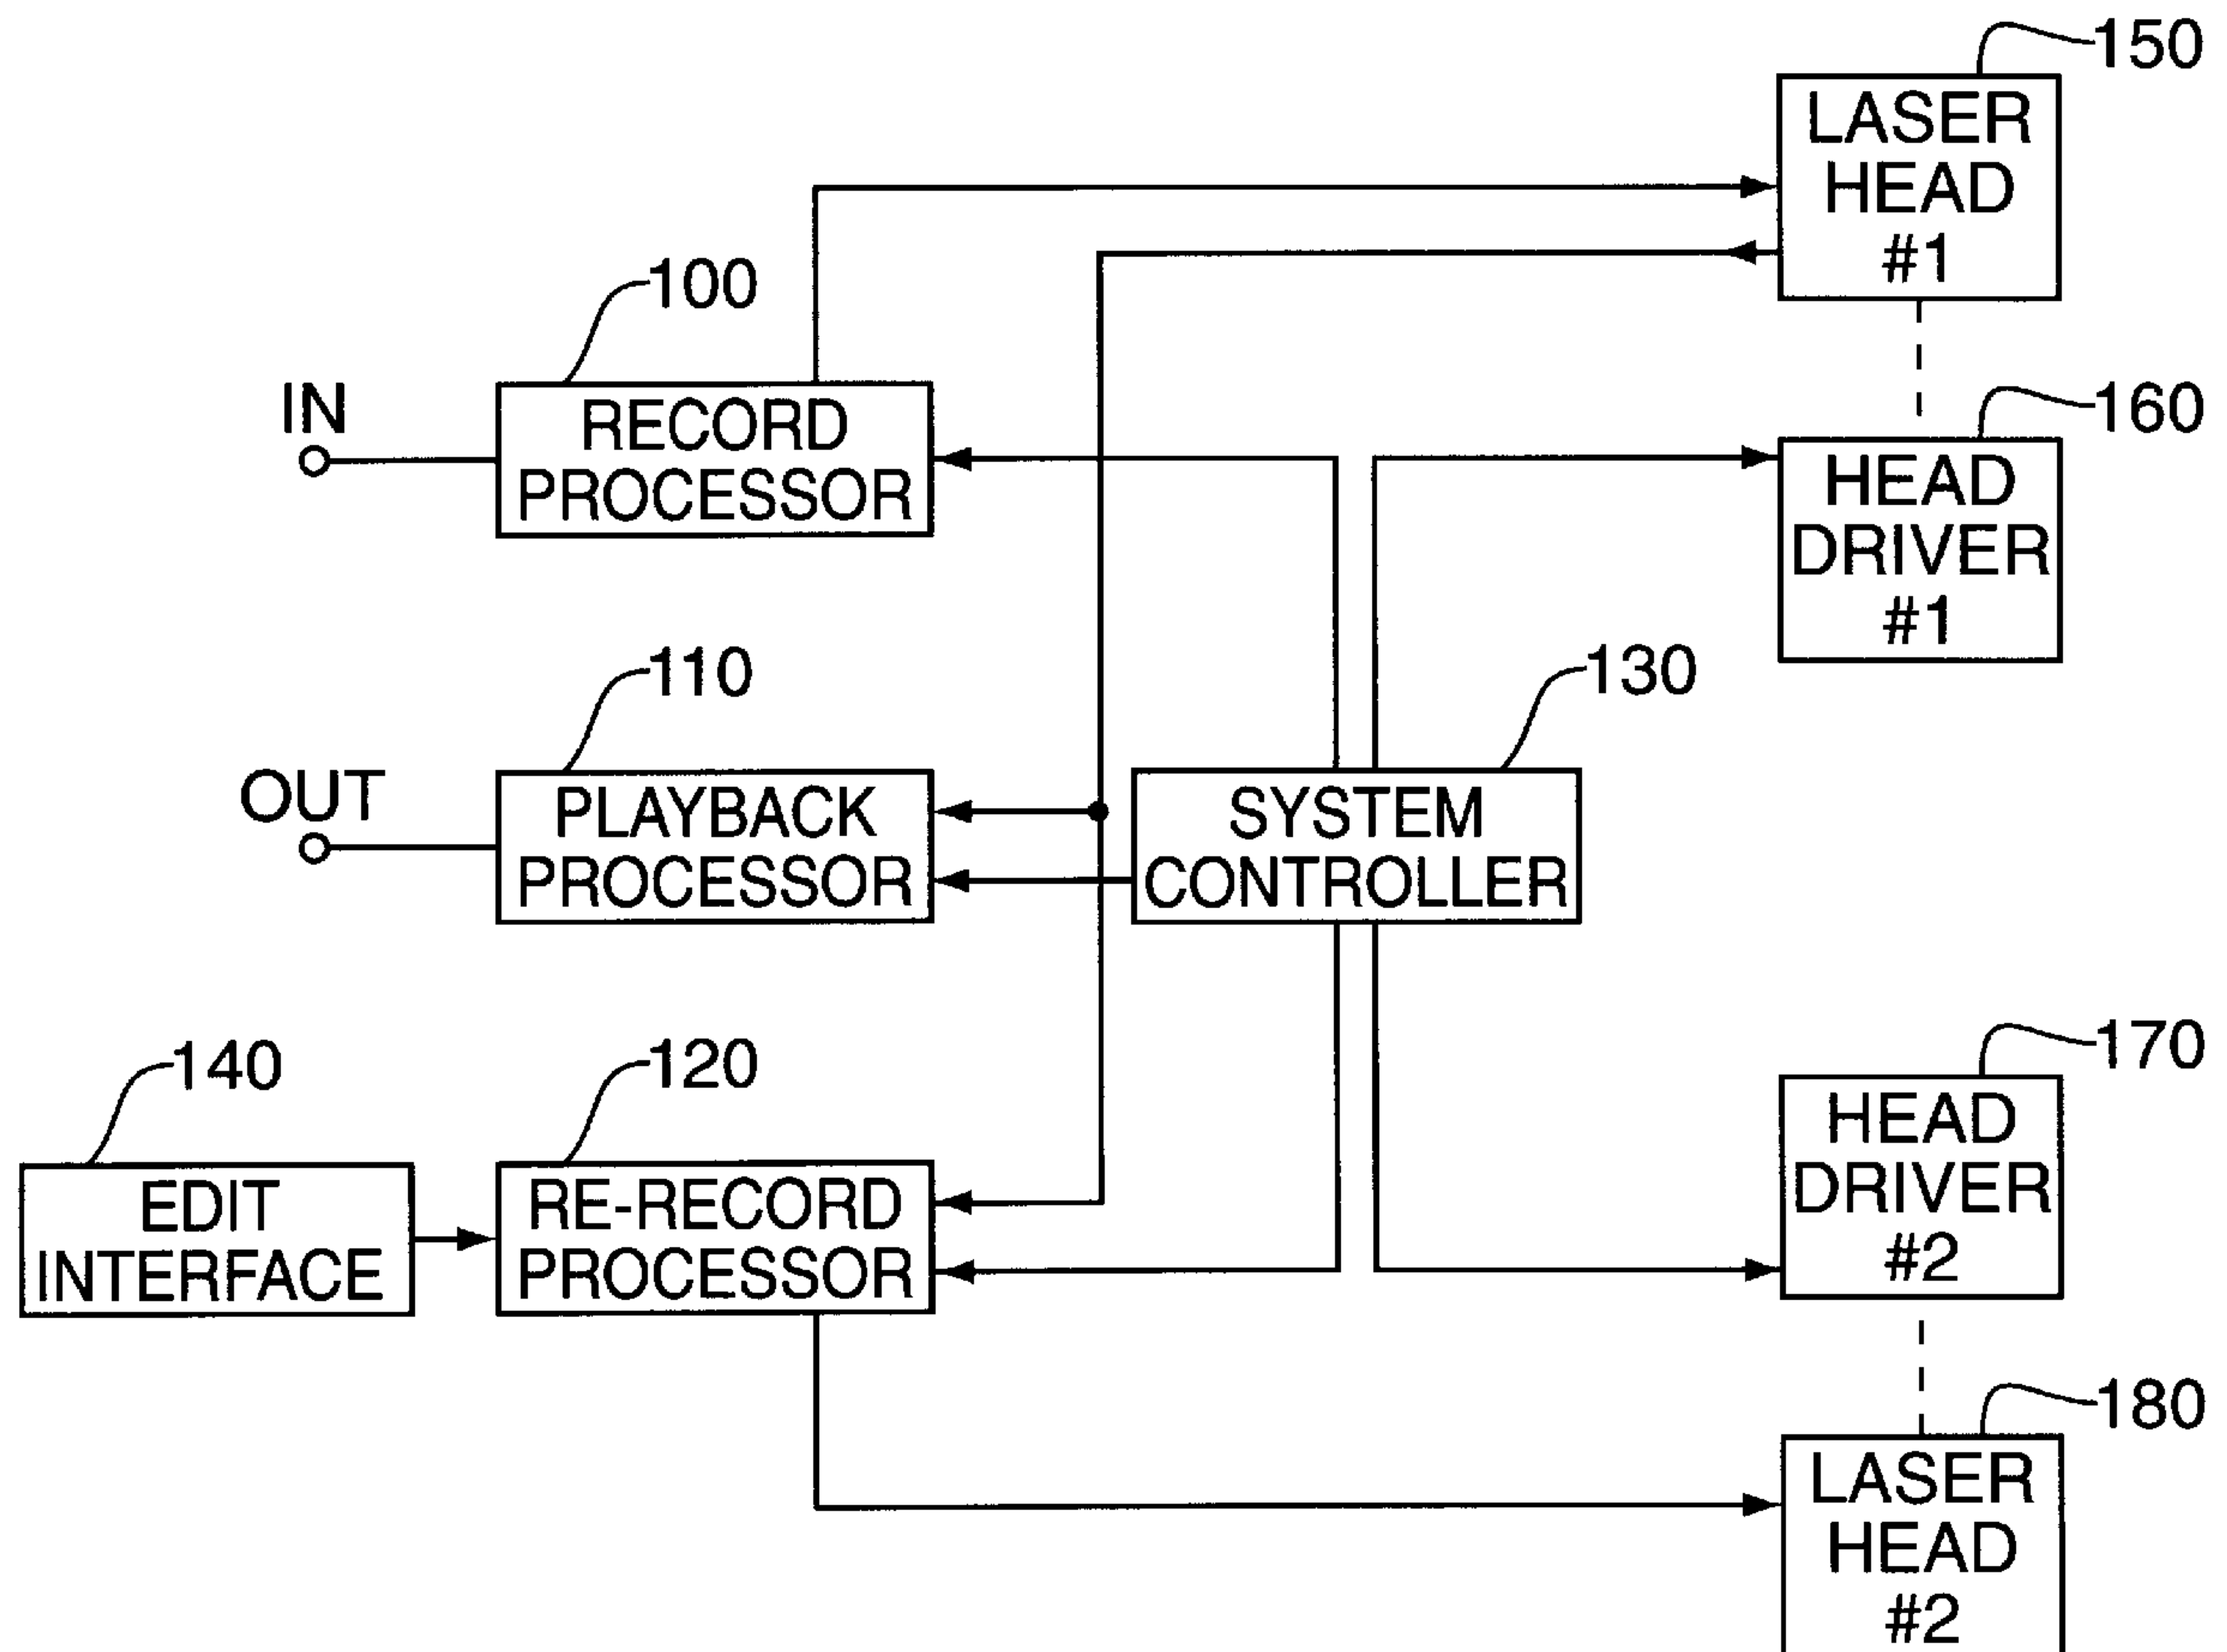 150
LASER
HEAD
#1
100
IN
RECORD
PROCESSOR
160
HEAD
DRIVER
#1
110
130
OUT
PLAYBACK
PROCESSOR
SYSTEM
CONTROLLER
140
120
170
HEAD
DRIVER
#2
EDIT
INTERFACE
RE-RECORD
PROCESSOR
180
LASER
HEAD
#2